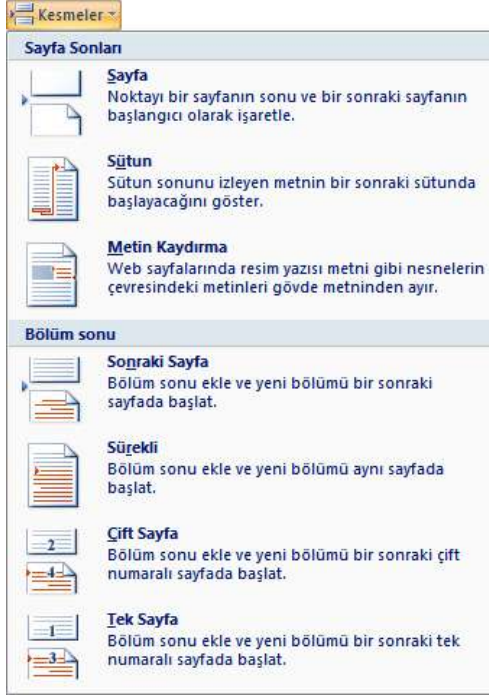 Kesmeler
Sayfa Sonları
Sayfa
Noktayı bir sayfanın sonu ve bir sonraki sayfanın
başlangıcı olarak işaretle.
Sütun
Sütun sonunu izleyen metnin bir sonraki sütunda
başlayacağını göster.
Metin Kaydırma
Web sayfalarında resim yazısı metni gibi nesnelerin
çevresindeki metinleri gövde metninden ayır.
Bölüm sonu
Sonraki Sayfa
Bölüm sonu ekle ve yeni bölümü bir sonraki
sayfada başlat.
Sürekli
Bölüm sonu ekle ve yeni bölümü aynı sayfada
başlat.
Çift Sayfa
2
Bölüm sonu ekle ve yeni bölümü bir sonraki çift
4
numaralı sayfada başlat.
Tek Sayfa
1
Bölüm sonu ekle ve yeni bölümü bir sonraki tek
3
numaralı sayfada başlat.